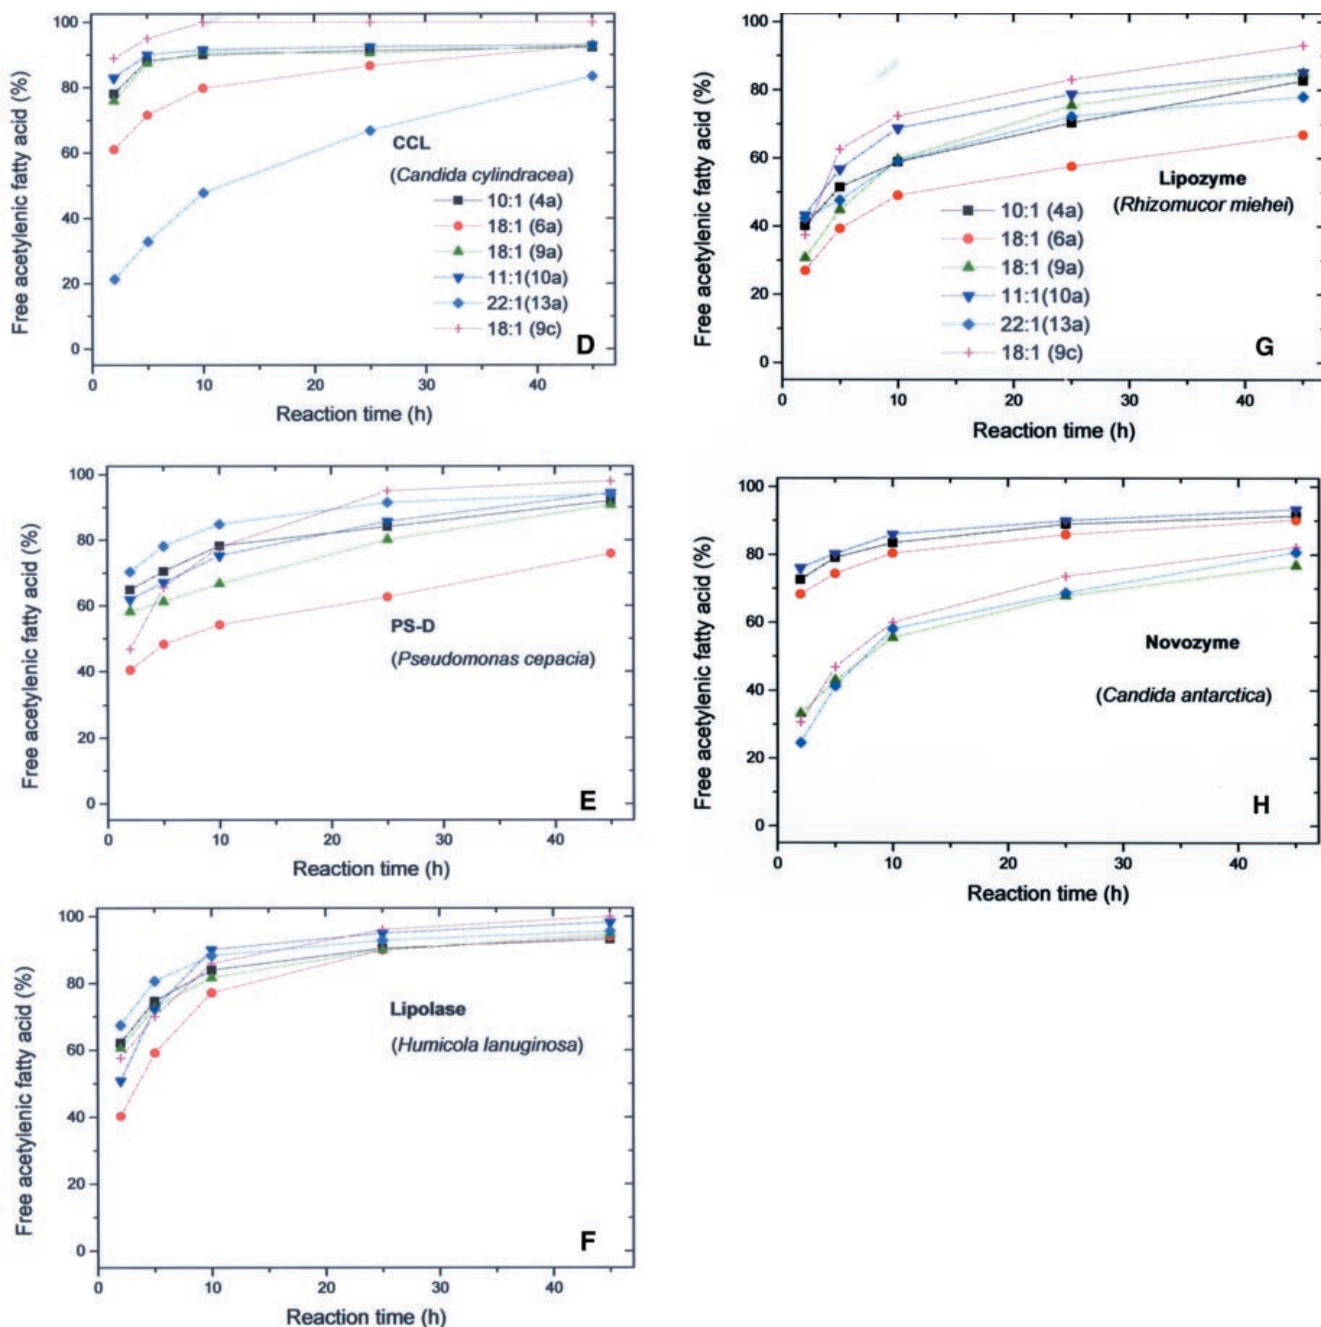 Free acetylenic fatty acid (%)
100
80
60
40
20
0
CCL
(Candida cylindracea)
10:1 (4a)
18:1 (6a)
18:1 (9a)
11:1(10a)
22:1(13a)
18:1 (9c)
D
0 10 20 30 40
Reaction time (h)
Free acetylenic fatty acid (%)
100
80
60
40
20
0
PS-D
(Pseudomonas cepacia)
E
0 10 20 30 40
Reaction time (h)
Free acetylenic fatty acid (%)
100
80
60
40
20
0
Lipolase
(Humicola lanuginosa)
F
0 10 20 30 40
Reaction time (h)
Free acetylenic fatty acid (%)
100
80
60
40
20
0
Lipozyme
(Rhizomucor miehei)
10:1 (4a)
18:1 (6a)
18:1 (9a)
11:1(10a)
22:1(13a)
18:1 (9c)
G
0 10 20 30 40
Reaction time (h)
Free acetylenic fatty acid (%)
100
80
60
40
20
0
Novozyme
(Candida antarctica)
H
0 10 20 30 40
Reaction time (h)